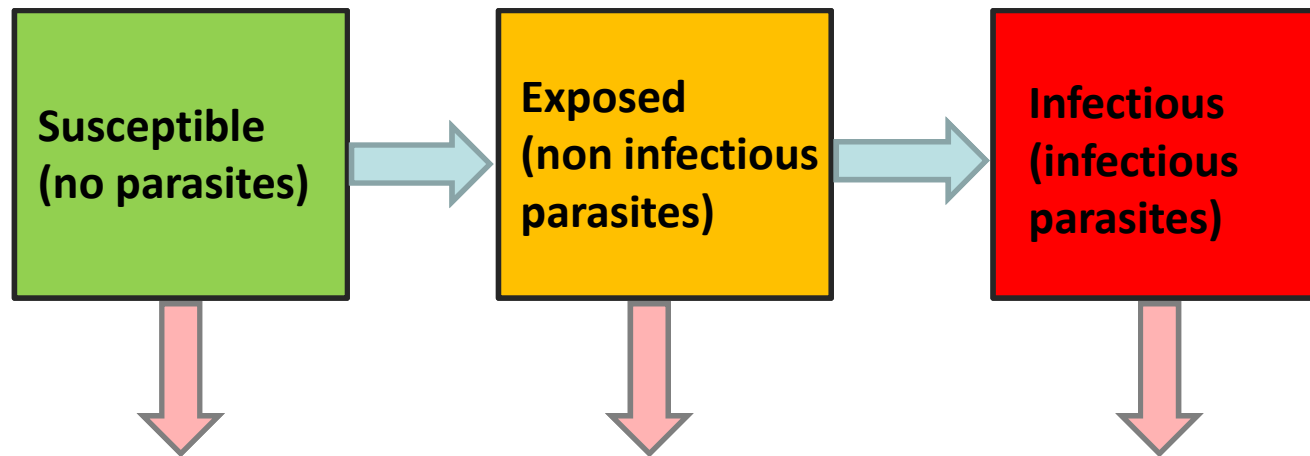 Susceptible
(no parasites)
Exposed
(non infectious
parasites)
Infectious
(infectious
parasites)